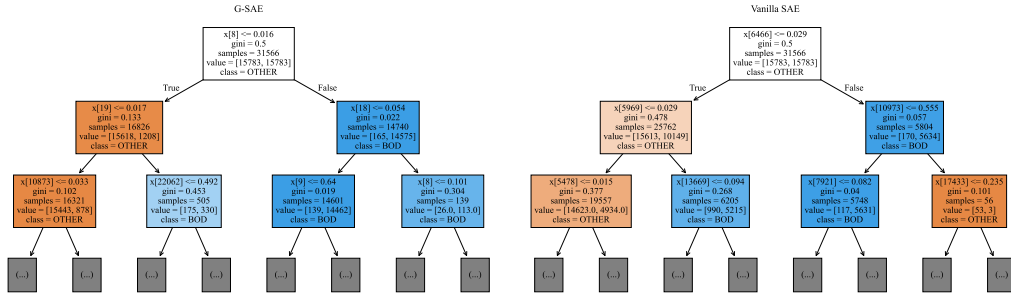 G-SAE
x[8] <= 0.016
gini = 0.5
samples = 31566
value = [15783, 15783]
class = OTHER
True
False
x[19] <= 0.017
gini = 0.133
samples = 16826
value = [15618, 1208]
class = OTHER
x[18] <= 0.054
gini = 0.022
samples = 14740
value = [165, 14575]
class = BOD
x[10873] <= 0.033
gini = 0.102
samples = 16321
value = [15443, 878]
class = OTHER
x[22062] <= 0.492
gini = 0.453
samples = 505
value = [175, 330]
class = BOD
x[9] <= 0.64
gini = 0.019
samples = 14601
value = [139, 14462]
class = BOD
x[8] <= 0.101
gini = 0.304
samples = 139
value = [26.0, 113.0]
class = BOD
(...)
(...)
(...)
(...)
(...)
(...)
(...)
(...)
Vanilla SAE
x[6466] <= 0.029
gini = 0.5
samples = 31566
value = [15783, 15783]
class = OTHER
True
False
x[5969] <= 0.029
gini = 0.478
samples = 25762
value = [15613, 10149]
class = OTHER
x[10973] <= 0.555
gini = 0.057
samples = 5804
value = [170, 5634]
class = BOD
x[5478] <= 0.015
gini = 0.377
samples = 19557
value = [14623.0, 4934.0]
class = OTHER
x[13669] <= 0.094
gini = 0.268
samples = 6205
value = [990, 5215]
class = BOD
x[7921] <= 0.082
gini = 0.04
samples = 5748
value = [117, 5631]
class = BOD
x[17433] <= 0.235
gini = 0.101
samples = 56
value = [53, 3]
class = OTHER
(...)
(...)
(...)
(...)
(...)
(...)
(...)
(...)